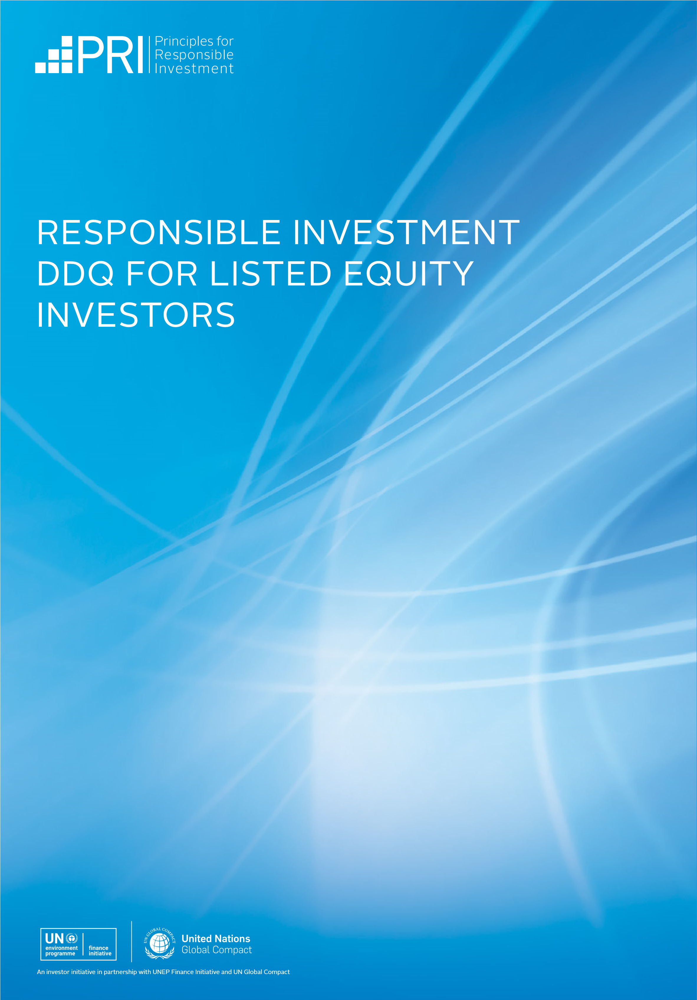 PRI
Principles for
Responsible
Investment
RESPONSIBLE INVESTMENT
DDQ FOR LISTED EQUITY
INVESTORS
UN
environment
programme
finance
initiative
UN GLOBAL COMPACT
United Nations
Global Compact
An investor initiative in partnership with UNEP Finance Initiative and UN Global Compact